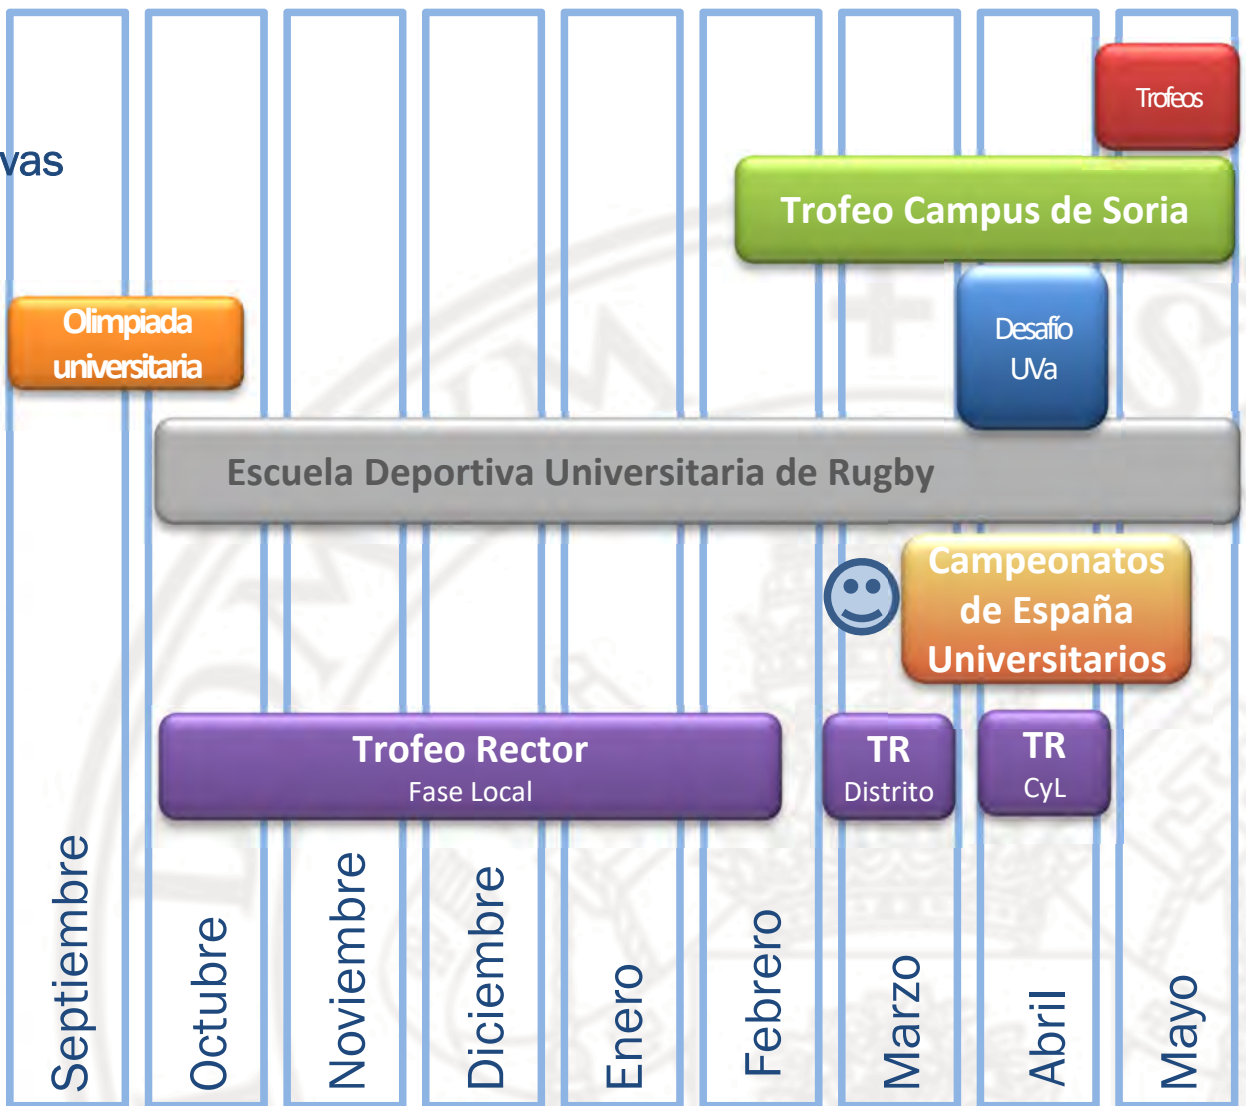 Trofeos
vas
Trofeo Campus de Soria
Olimpiada
universitaria
Desafío
UVa
Escuela Deportiva Universitaria de Rugby
Campeonatos
de España
Universitarios
Trofeo Rector
Fase Local
TR
Distrito
TR
CyL
Septiembre
Octubre
Noviembre
Diciembre
Enero
Febrero
Marzo
Abril
Mayo